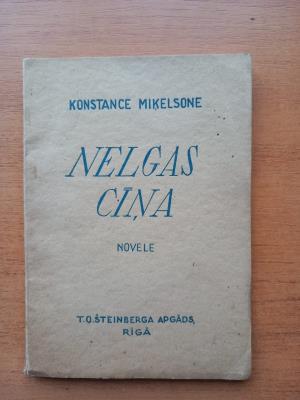 KONSTANCE MIĶELSONE
NELGAS
CĪŅA
NOVELE
T.O.ŠTEINBERGA APGĀDS,
RĪGĀ